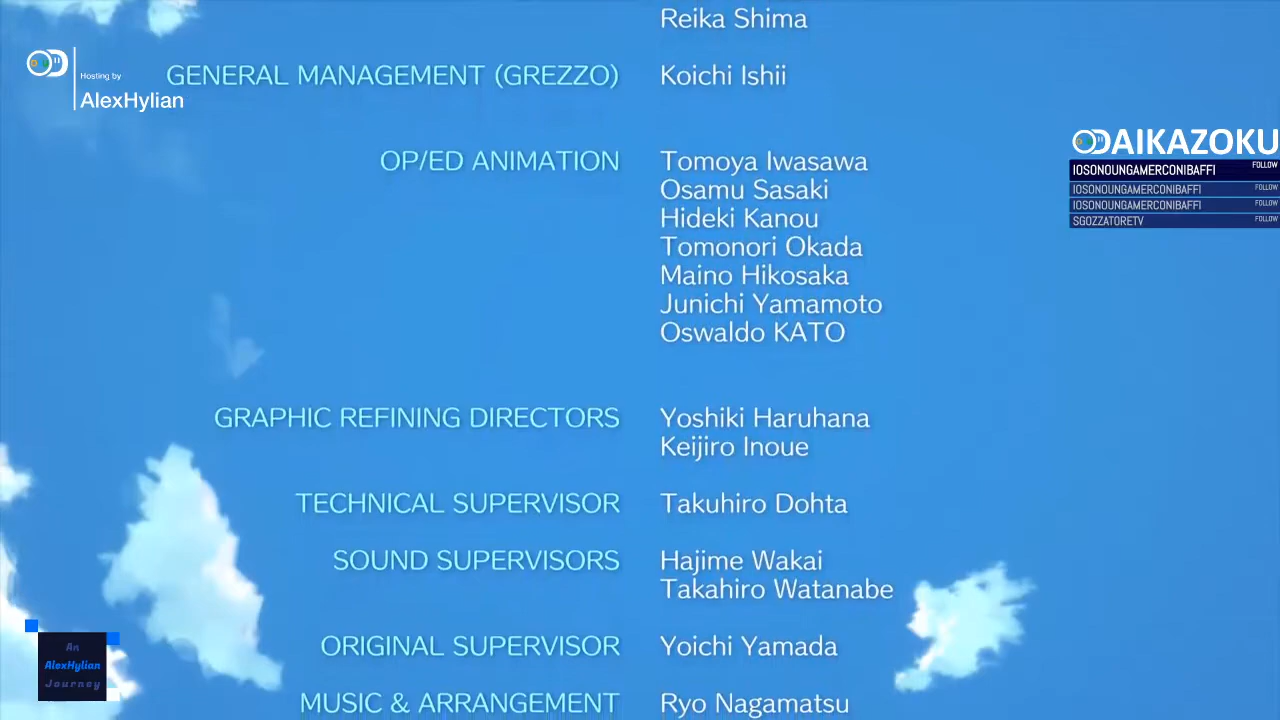 Reika Shima
Hosting by
AlexHylian
GENERAL MANAGEMENT (GREZZO) Koichi Ishii
AIKAZOKU
IOSONOUNGAMERCONIBAFFI FOLLOW
IOSONOUNGAMERCONIBAFFI FOLLOW
IOSONOUNGAMERCONIBAFFI FOLLOW
SGOZZATORETV FOLLOW
OP/ED ANIMATION Tomoya Iwasawa
Osamu Sasaki
Hideki Kanou
Tomonori Okada
Maino Hikosaka
Junichi Yamamoto
Oswaldo KATO
GRAPHIC REFINING DIRECTORS Yoshiki Haruhana
Keijiro Inoue
TECHNICAL SUPERVISOR Takuhiro Dohta
SOUND SUPERVISORS Hajime Wakai
Takahiro Watanabe
ORIGINAL SUPERVISOR Yoichi Yamada
MUSIC & ARRANGEMENT Ryo Nagamatsu
An
AlexHylian
Journey